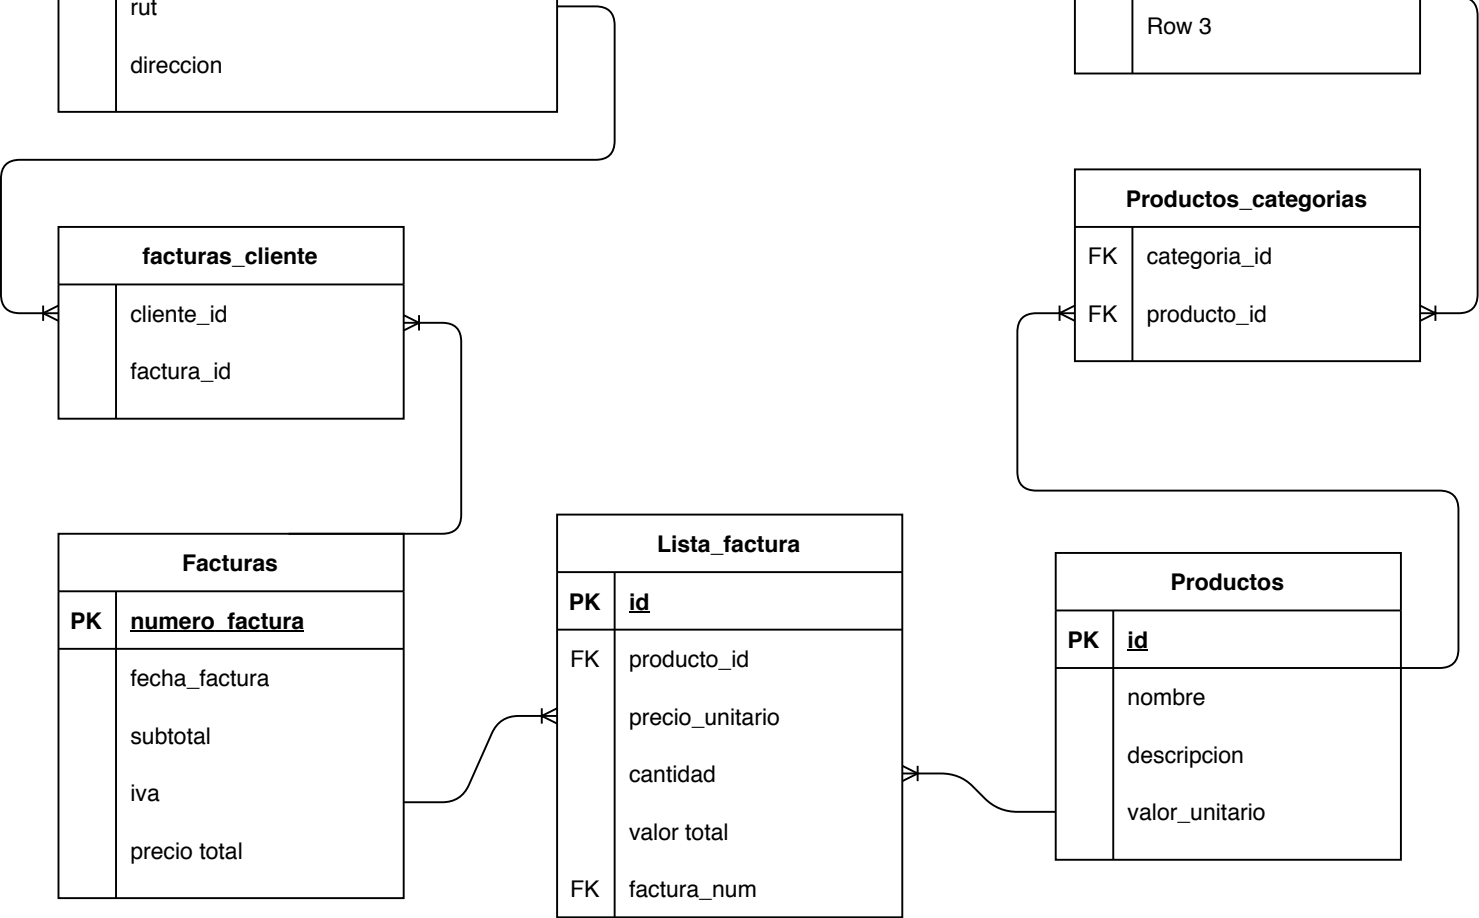 rut
direccion
Row 3
Productos_categorias
FK categoria_id
FK producto_id
facturas_cliente
cliente_id
factura_id
Facturas
PK numero_factura
fecha_factura
subtotal
iva
precio total
Lista_factura
PK id
FK producto_id
precio_unitario
cantidad
valor total
FK factura_num
Productos
PK id
nombre
descripcion
valor_unitario